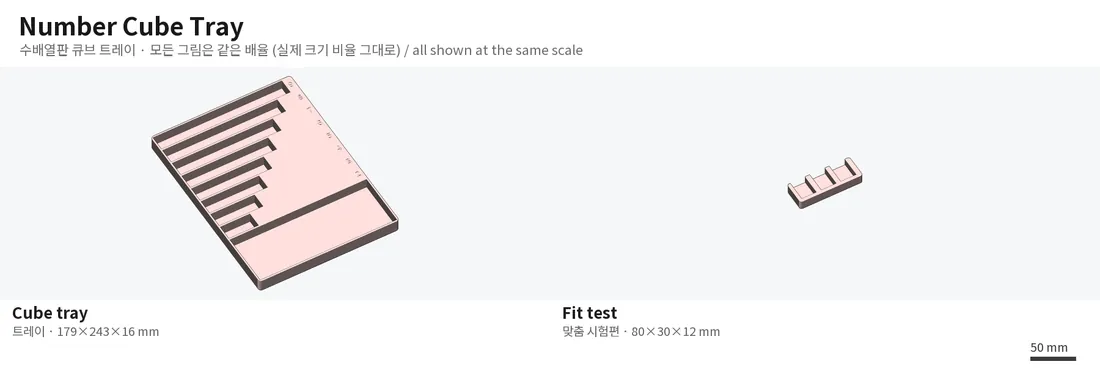 Number Cube Tray
수배열판 큐브 트레이 · 모든 그림은 같은 배율 (실제 크기 비율 그대로) / all shown at the same scale
Cube tray
트레이 · 179×243×16 mm
Fit test
맞춤 시험편 · 80×30×12 mm
50 mm